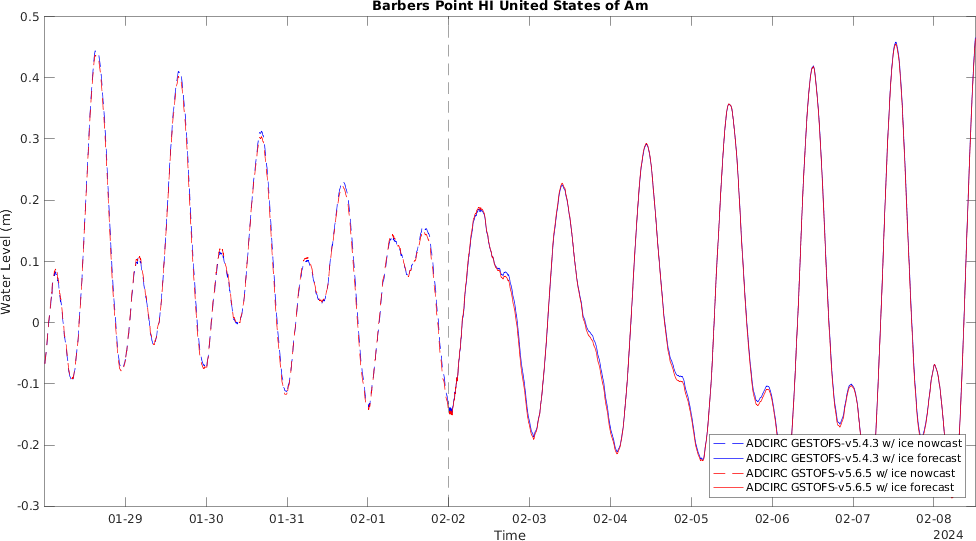 Barbers Point HI United States of Am
0.5
0.4
0.3
0.2
0.1
0
-0.1
-0.2
-0.3
Water Level (m)
01-29 01-30 01-31 02-01 02-02 02-03 02-04 02-05 02-06 02-07 02-08
Time
2024
ADCIRC GESTOFS-v5.4.3 w/ ice nowcast
ADCIRC GESTOFS-v5.4.3 w/ ice forecast
ADCIRC GSTOFS-v5.6.5 w/ ice nowcast
ADCIRC GSTOFS-v5.6.5 w/ ice forecast